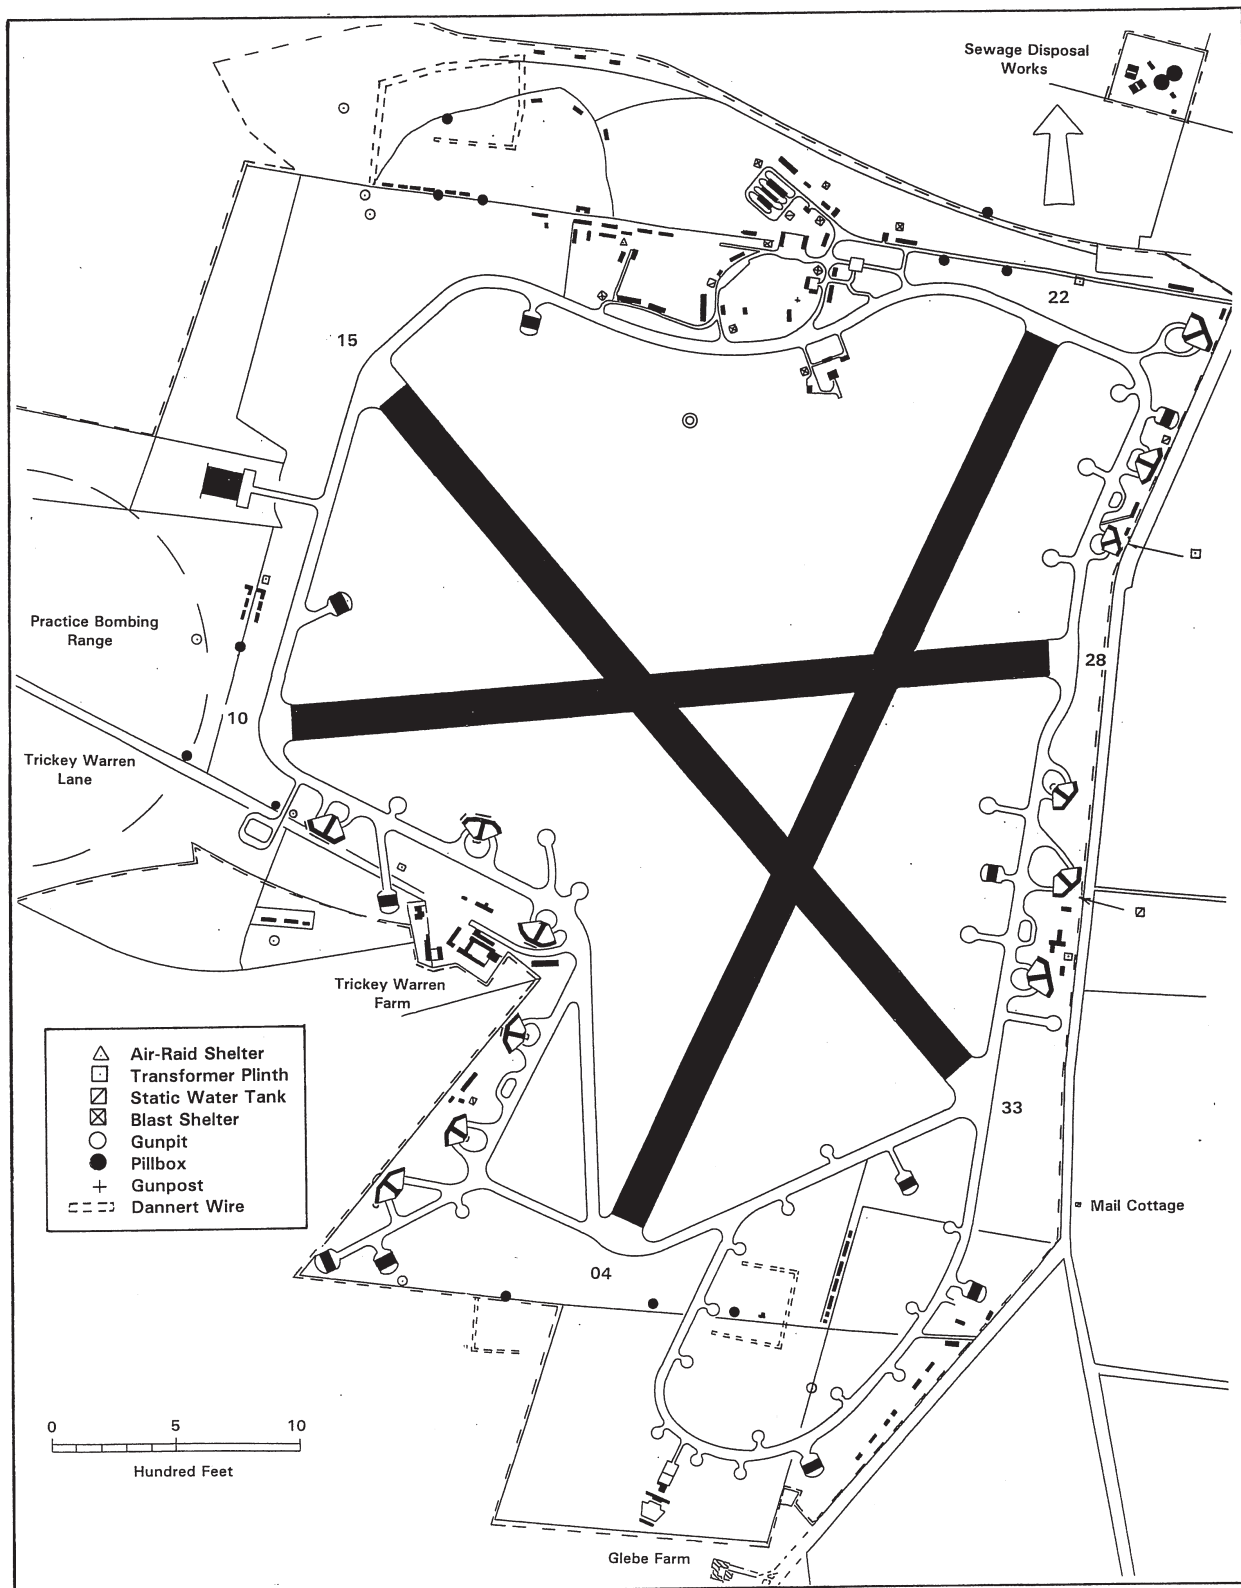 Sewage Disposal
Works
22
15
28
Practice Bombing
Range
10
Trickey Warren
Lane
Trickey Warren
Farm
Air-Raid Shelter
Transformer Plinth
Static Water Tank
Blast Shelter
Gunpit
Pillbox
Gunpost
Dannert Wire
33
Mail Cottage
04
0 5 10
Hundred Feet
Glebe Farm